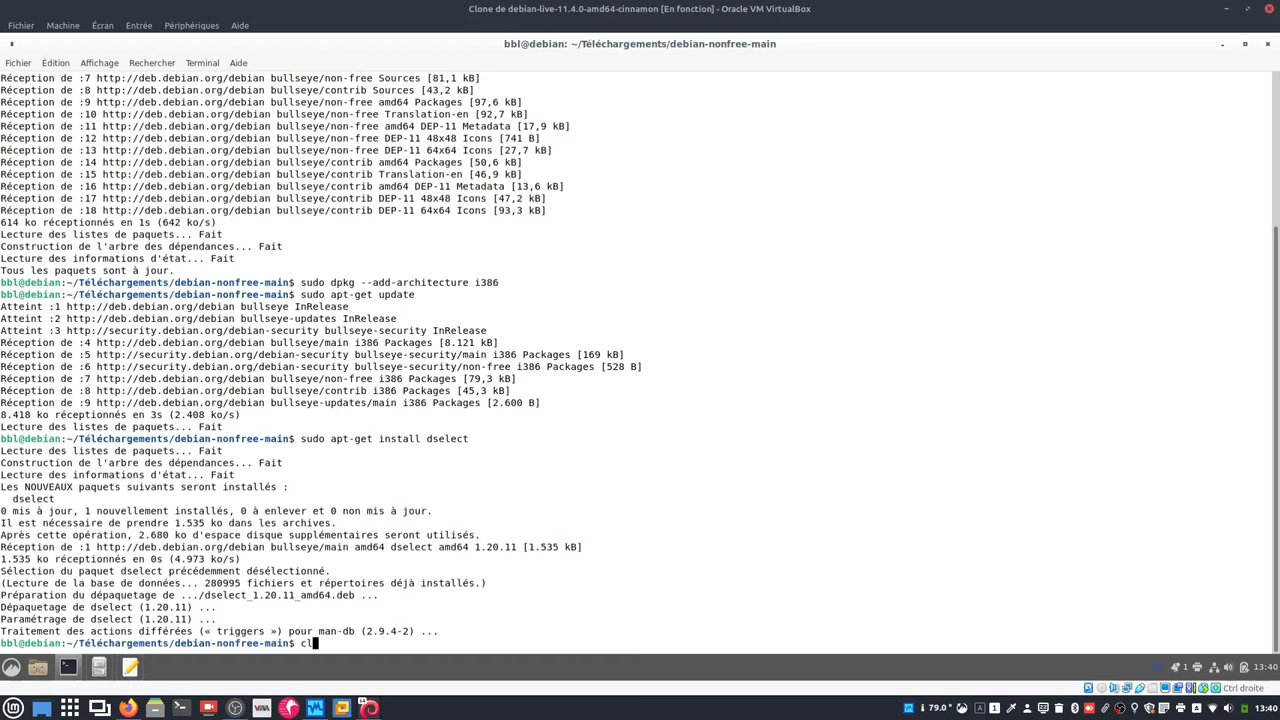 Clone de debian-live-11.4.0-amd64-cinnamon [En fonction] - Oracle VM VirtualBox
Fichier Machine Écran Entrée Périphériques Aide
bbl@debian: ~/Téléchargements/debian-nonfree-main
Fichier Édition Affichage Rechercher Terminal Aide
Réception de :7 http://deb.debian.org/debian bullseye/non-free Sources [81,1 kB]
Réception de :8 http://deb.debian.org/debian bullseye/contrib Sources [43,2 kB]
Réception de :9 http://deb.debian.org/debian bullseye/non-free amd64 Packages [97,6 kB]
Réception de :10 http://deb.debian.org/debian bullseye/non-free Translation-en [92,7 kB]
Réception de :11 http://deb.debian.org/debian bullseye/non-free amd64 DEP-11 Metadata [17,9 kB]
Réception de :12 http://deb.debian.org/debian bullseye/non-free DEP-11 48x48 Icons [741 B]
Réception de :13 http://deb.debian.org/debian bullseye/non-free DEP-11 64x64 Icons [27,7 kB]
Réception de :14 http://deb.debian.org/debian bullseye/contrib amd64 Packages [50,6 kB]
Réception de :15 http://deb.debian.org/debian bullseye/contrib Translation-en [46,9 kB]
Réception de :16 http://deb.debian.org/debian bullseye/contrib amd64 DEP-11 Metadata [13,6 kB]
Réception de :17 http://deb.debian.org/debian bullseye/contrib DEP-11 48x48 Icons [47,2 kB]
Réception de :18 http://deb.debian.org/debian bullseye/contrib DEP-11 64x64 Icons [93,3 kB]
614 ko réceptionnés en 1s (642 ko/s)
Lecture des listes de paquets... Fait
Construction de l'arbre des dépendances... Fait
Lecture des informations d'état... Fait
Tous les paquets sont à jour.
bbl@debian:~/Téléchargements/debian-nonfree-main$ sudo dpkg --add-architecture i386
bbl@debian:~/Téléchargements/debian-nonfree-main$ sudo apt-get update
Atteint :1 http://deb.debian.org/debian bullseye InRelease
Atteint :2 http://deb.debian.org/debian bullseye-updates InRelease
Atteint :3 http://security.debian.org/debian-security bullseye-security InRelease
Réception de :4 http://deb.debian.org/debian bullseye/main i386 Packages [8.121 kB]
Réception de :5 http://security.debian.org/debian-security bullseye-security/main i386 Packages [169 kB]
Réception de :6 http://security.debian.org/debian-security bullseye-security/non-free i386 Packages [528 B]
Réception de :7 http://deb.debian.org/debian bullseye/non-free i386 Packages [79,3 kB]
Réception de :8 http://deb.debian.org/debian bullseye/contrib i386 Packages [45,3 kB]
Réception de :9 http://deb.debian.org/debian bullseye-updates/main i386 Packages [2.600 B]
8.418 ko réceptionnés en 3s (2.408 ko/s)
Lecture des listes de paquets... Fait
bbl@debian:~/Téléchargements/debian-nonfree-main$ sudo apt-get install dselect
Lecture des listes de paquets... Fait
Construction de l'arbre des dépendances... Fait
Lecture des informations d'état... Fait
Les NOUVEAUX paquets suivants seront installés :
dselect
0 mis à jour, 1 nouvellement installés, 0 à enlever et 0 non mis à jour.
Il est nécessaire de prendre 1.535 ko dans les archives.
Après cette opération, 2.680 ko d'espace disque supplémentaires seront utilisés.
Réception de :1 http://deb.debian.org/debian bullseye/main amd64 dselect amd64 1.20.11 [1.535 kB]
1.535 ko réceptionnés en 0s (4.973 ko/s)
Sélection du paquet dselect précédemment désélectionné.
(Lecture de la base de données... 280995 fichiers et répertoires déjà installés.)
Préparation du dépaquetage de .../dselect_1.20.11_amd64.deb ...
Dépaquetage de dselect (1.20.11) ...
Paramétrage de dselect (1.20.11) ...
Traitement des actions différées (« triggers ») pour man-db (2.9.4-2) ...
bbl@debian:~/Téléchargements/debian-nonfree-main$ cl
1 13:40
Ctrl droite
79.0° A 1 13:40